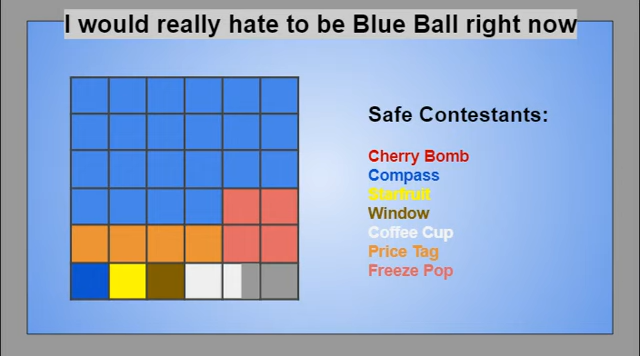 I would really hate to be Blue Ball right now
Safe Contestants:
Cherry Bomb
Compass
Starfruit
Window
Coffee Cup
Price Tag
Freeze Pop